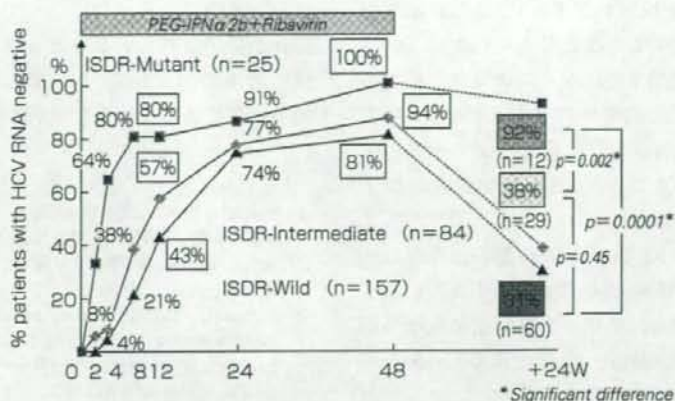 PEG-IFNα 2b+Ribavirin
% patients with HCV RNA negative
%
100
80
60
40
20
ISDR-Mutant (n=25)
64%
80%
80%
91%
100%
8%
38%
57%
77%
94%
4%
21%
43%
74%
81%
ISDR-Intermediate (n=84)
ISDR-Wild (n=157)
92%
(n=12)
p=0.002*
38%
(n=29)
p=0.0001*
p=0.45
31%
(n=60)
0 2 4 8 12 24 48 +24W
* Significant difference